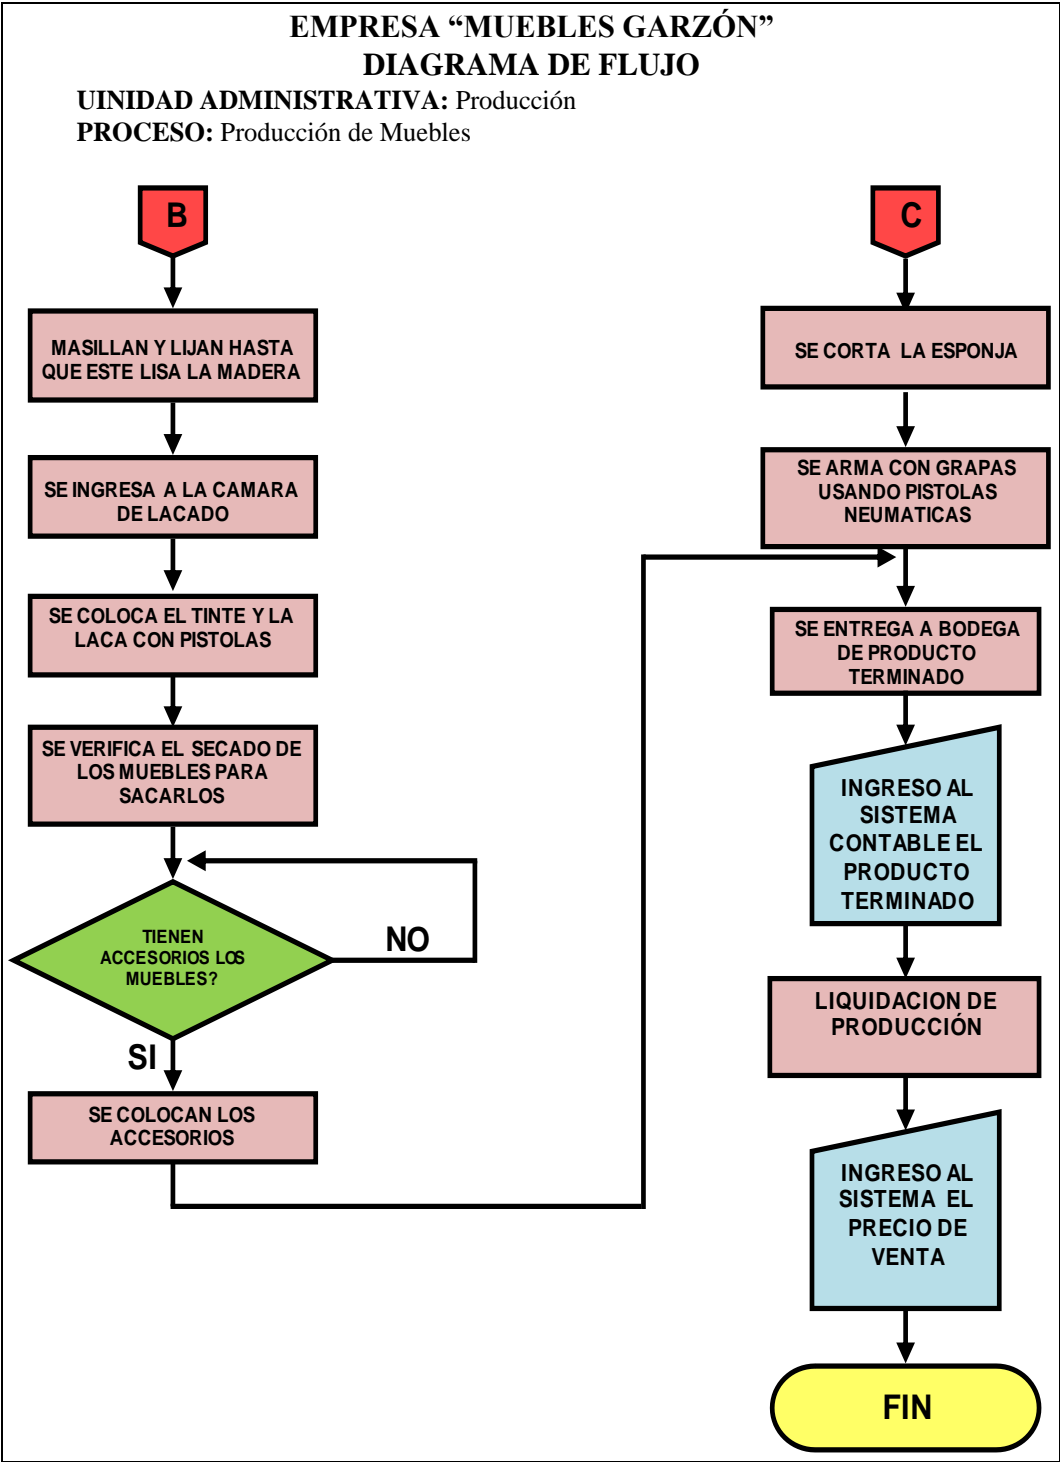 EMPRESA “MUEBLES GARZÓN”
DIAGRAMA DE FLUJO
UINIDAD ADMINISTRATIVA: Producción
PROCESO: Producción de Muebles
B
MASILLAN Y LIJAN HASTA
QUE ESTE LISA LA MADERA
SE INGRESA A LA CAMARA
DE LACADO
SE COLOCA EL TINTE Y LA
LACA CON PISTOLAS
SE VERIFICA EL SECADO DE
LOS MUEBLES PARA
SACARLOS
TIENEN
ACCESORIOS LOS
MUEBLES?
NO
SI
SE COLOCAN LOS
ACCESORIOS
C
SE CORTA LA ESPONJA
SE ARMA CON GRAPAS
USANDO PISTOLAS
NEUMATICAS
SE ENTREGA A BODEGA
DE PRODUCTO
TERMINADO
INGRESO AL
SISTEMA
CONTABLE EL
PRODUCTO
TERMINADO
LIQUIDACION DE
PRODUCCIÓN
INGRESO AL
SISTEMA EL
PRECIO DE
VENTA
FIN